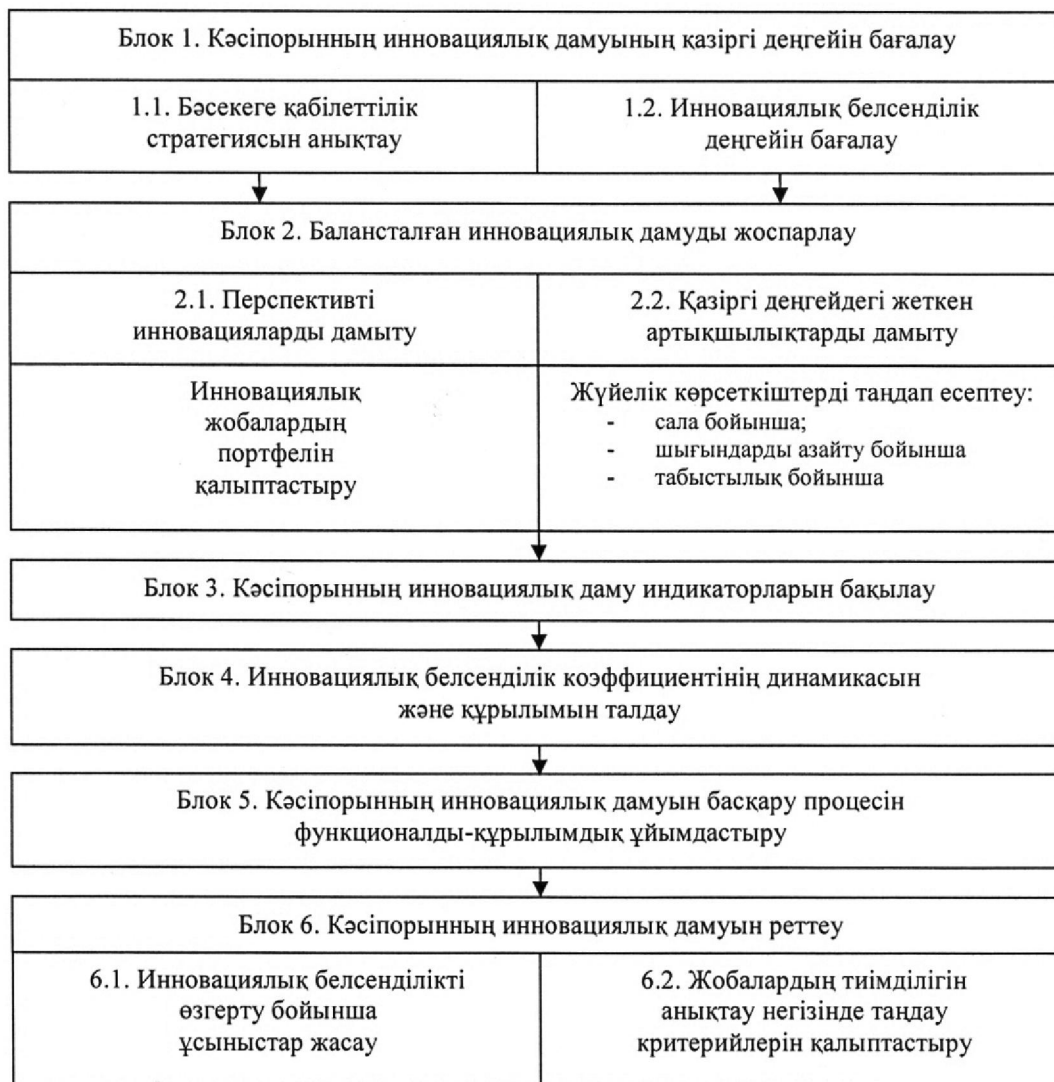 Блок 1. Кәсіпорынның инновациялық дамуының қазіргі деңгейін бағалау
1.1. Бәсекеге қабілеттілік
стратегиясын анықтау
1.2. Инновациялық белсенділік
деңгейін бағалау
Блок 2. Балансталған инновациялық дамуды жоспарлау
2.1. Перспективті
инновацияларды дамыту
2.2. Қазіргі деңгейдегі жеткен
артықшылықтарды дамыту
Инновациялық
жобалардың
портфелін
қалыптастыру
Жүйелік көрсеткіштерді таңдап есептеу:
- сала бойынша;
- шығындарды азайту бойынша
- табыстылық бойынша
Блок 3. Кәсіпорынның инновациялық даму индикаторларын бақылау
Блок 4. Инновациялық белсенділік коэффициентінің динамикасын
және құрылымын талдау
Блок 5. Кәсіпорынның инновациялық дамуын басқару процесін
функционалды-құрылымдық ұйымдастыру
Блок 6. Кәсіпорынның инновациялық дамуын реттеу
6.1. Инновациялық белсенділікті
өзгерту бойынша
ұсыныстар жасау
6.2. Жобалардың тиімділігін
анықтау негізінде таңдау
критерийлерін қалыптастыру